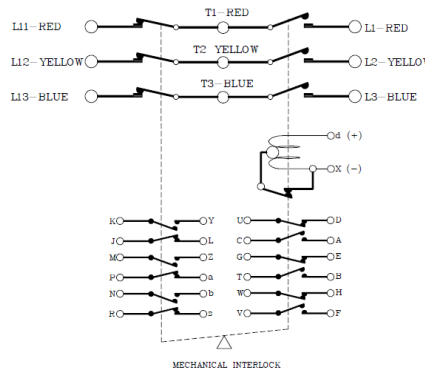 L11-RED T1-RED L1-RED
L12-YELLOW T2 YELLOW L2-YELLOW
L13-BLUE T3-BLUE L3-BLUE
d (+)
X (-)
K Y U D
J L C A
M Z G E
P a T B
N b W H
R s V F
MECHANICAL INTERLOCK